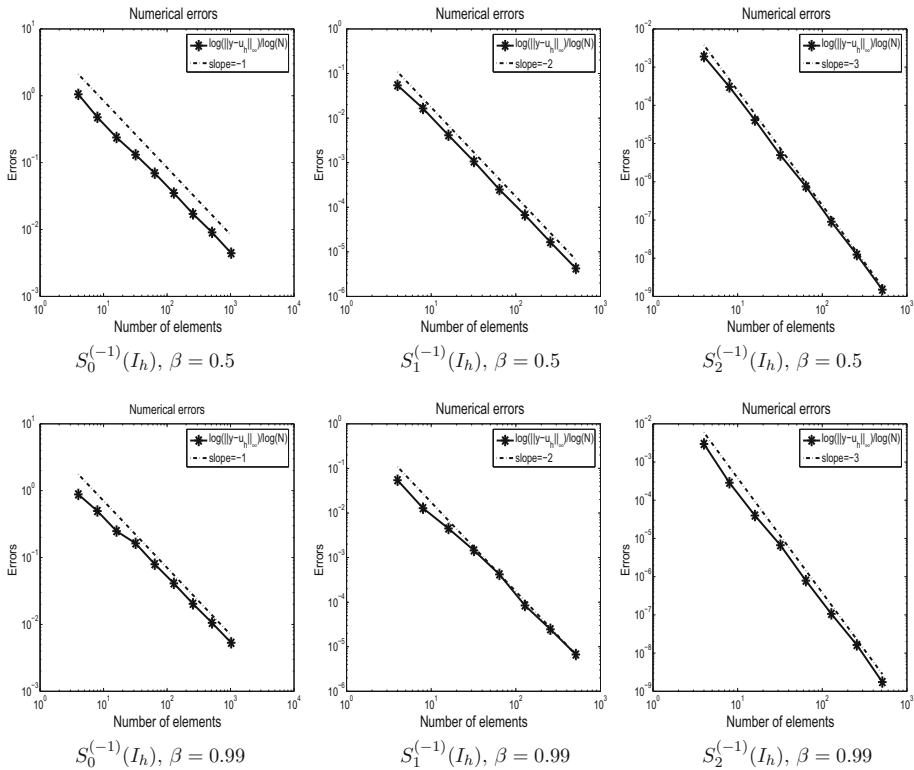 Numerical errors
10^1
10^0
10^{-1}
10^{-2}
10^{-3}
Errors
log(||y−u_h||_∞)/log(N)
slope=−1
10^0 10^1 10^2 10^3 10^4
Number of elements
S_0^{(-1)}(I_h), β = 0.5
Numerical errors
10^0
10^{-1}
10^{-2}
10^{-3}
10^{-4}
10^{-5}
10^{-6}
Errors
log(||y−u_h||_∞)/log(N)
slope=−2
10^0 10^1 10^2 10^3
Number of elements
S_1^{(-1)}(I_h), β = 0.5
Numerical errors
10^{-2}
10^{-3}
10^{-4}
10^{-5}
10^{-6}
10^{-7}
10^{-8}
10^{-9}
Errors
log(||y−u_h||_∞)/log(N)
slope=−3
10^0 10^1 10^2 10^3
Number of elements
S_2^{(-1)}(I_h), β = 0.5
Numerical errors
10^1
10^0
10^{-1}
10^{-2}
10^{-3}
Errors
log(||y−u_h||_∞)/log(N)
slope=−1
10^0 10^1 10^2 10^3 10^4
Number of elements
S_0^{(-1)}(I_h), β = 0.99
Numerical errors
10^0
10^{-1}
10^{-2}
10^{-3}
10^{-4}
10^{-5}
10^{-6}
Errors
log(||y−u_h||_∞)/log(N)
slope=−2
10^0 10^1 10^2 10^3
Number of elements
S_1^{(-1)}(I_h), β = 0.99
Numerical errors
10^{-2}
10^{-3}
10^{-4}
10^{-5}
10^{-6}
10^{-7}
10^{-8}
10^{-9}
Errors
log(||y−u_h||_∞)/log(N)
slope=−3
10^0 10^1 10^2 10^3
Number of elements
S_2^{(-1)}(I_h), β = 0.99